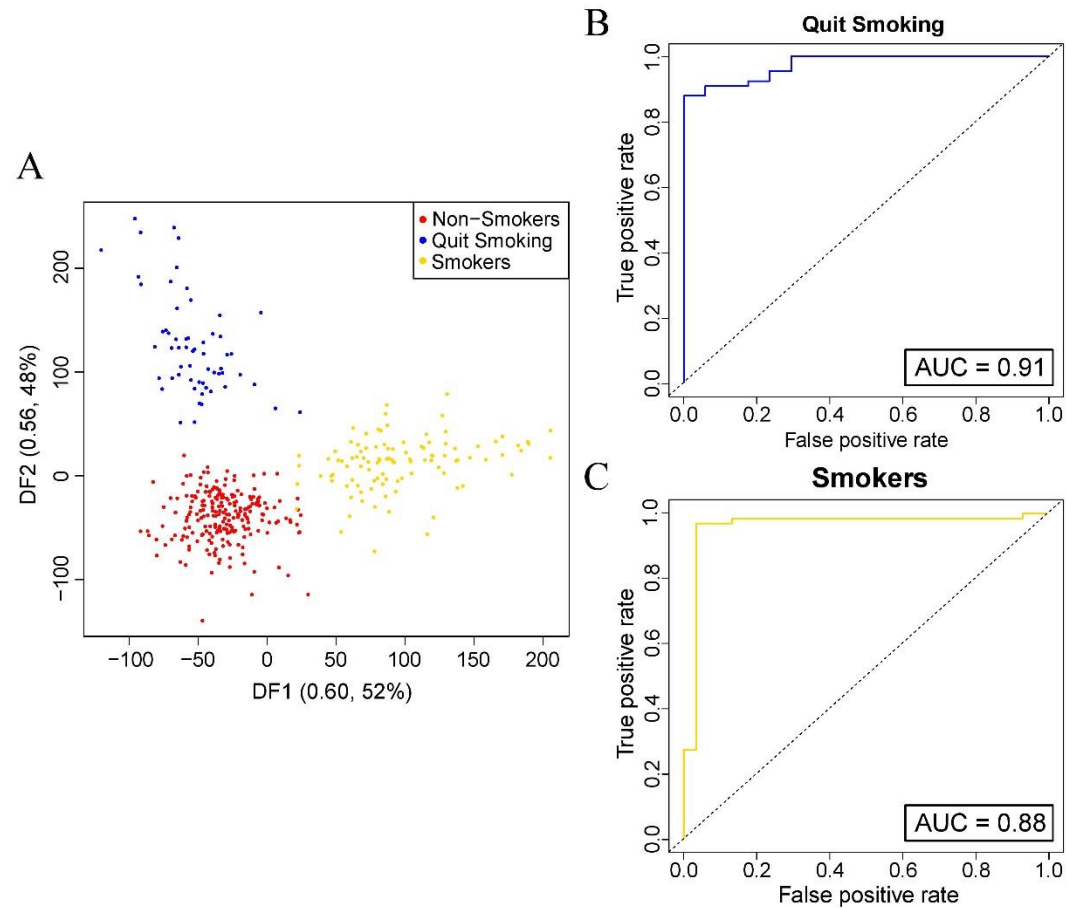 A
Non−Smokers
Quit Smoking
Smokers
200
100
0
−100
DF2 (0.56, 48%)
−100 −50 0 50 100 150 200
DF1 (0.60, 52%)
B
Quit Smoking
1.0
0.8
0.6
0.4
0.2
0.0
True positive rate
AUC = 0.91
0.0 0.2 0.4 0.6 0.8 1.0
False positive rate
C
Smokers
1.0
0.8
0.6
0.4
0.2
0.0
True positive rate
AUC = 0.88
0.0 0.2 0.4 0.6 0.8 1.0
False positive rate